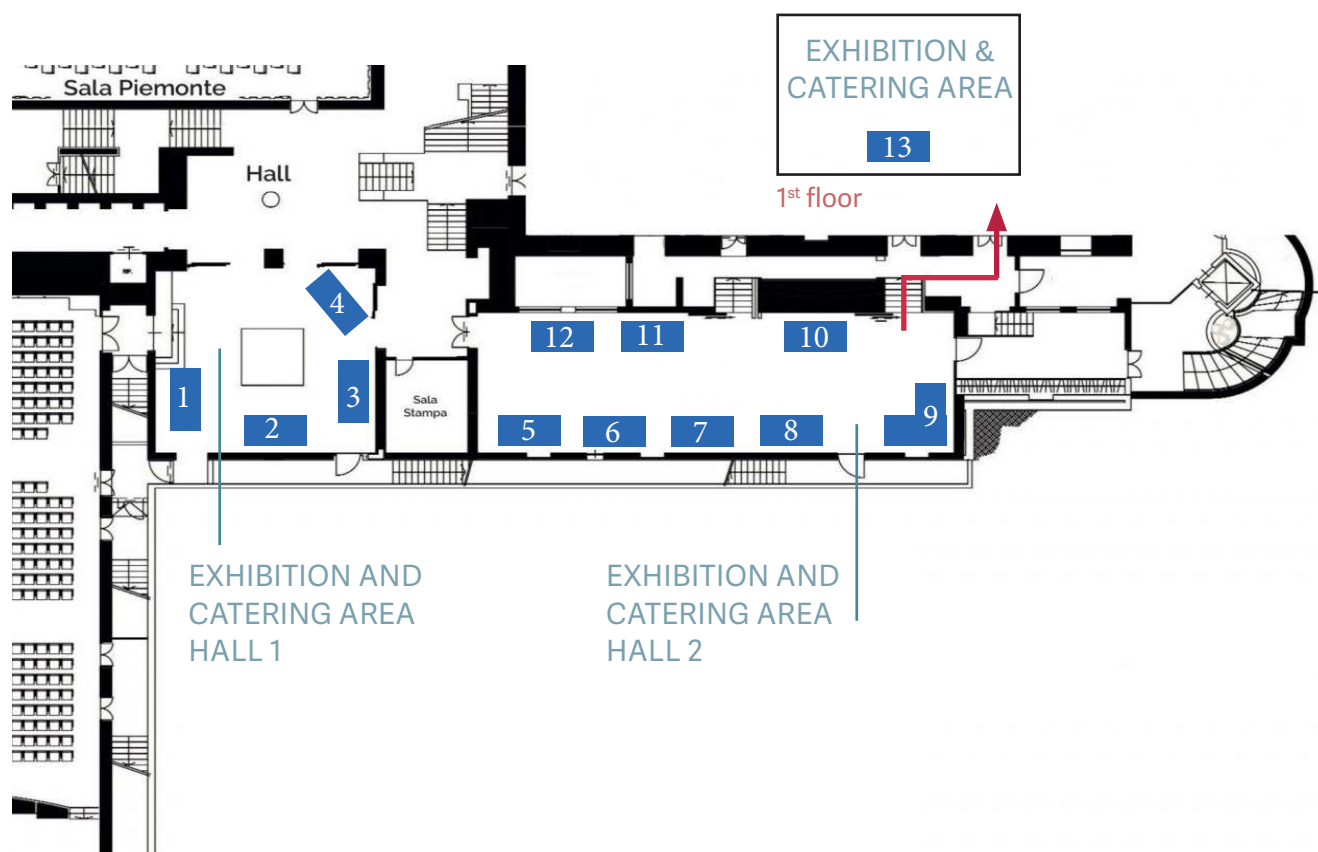 EXHIBITION &
CATERING AREA
13
1st floor
Sala Piemonte
Hall
4
12
11
10
1
2
3
Sala
Stampa
5
6
7
8
9
EXHIBITION AND
CATERING AREA
HALL 1
EXHIBITION AND
CATERING AREA
HALL 2